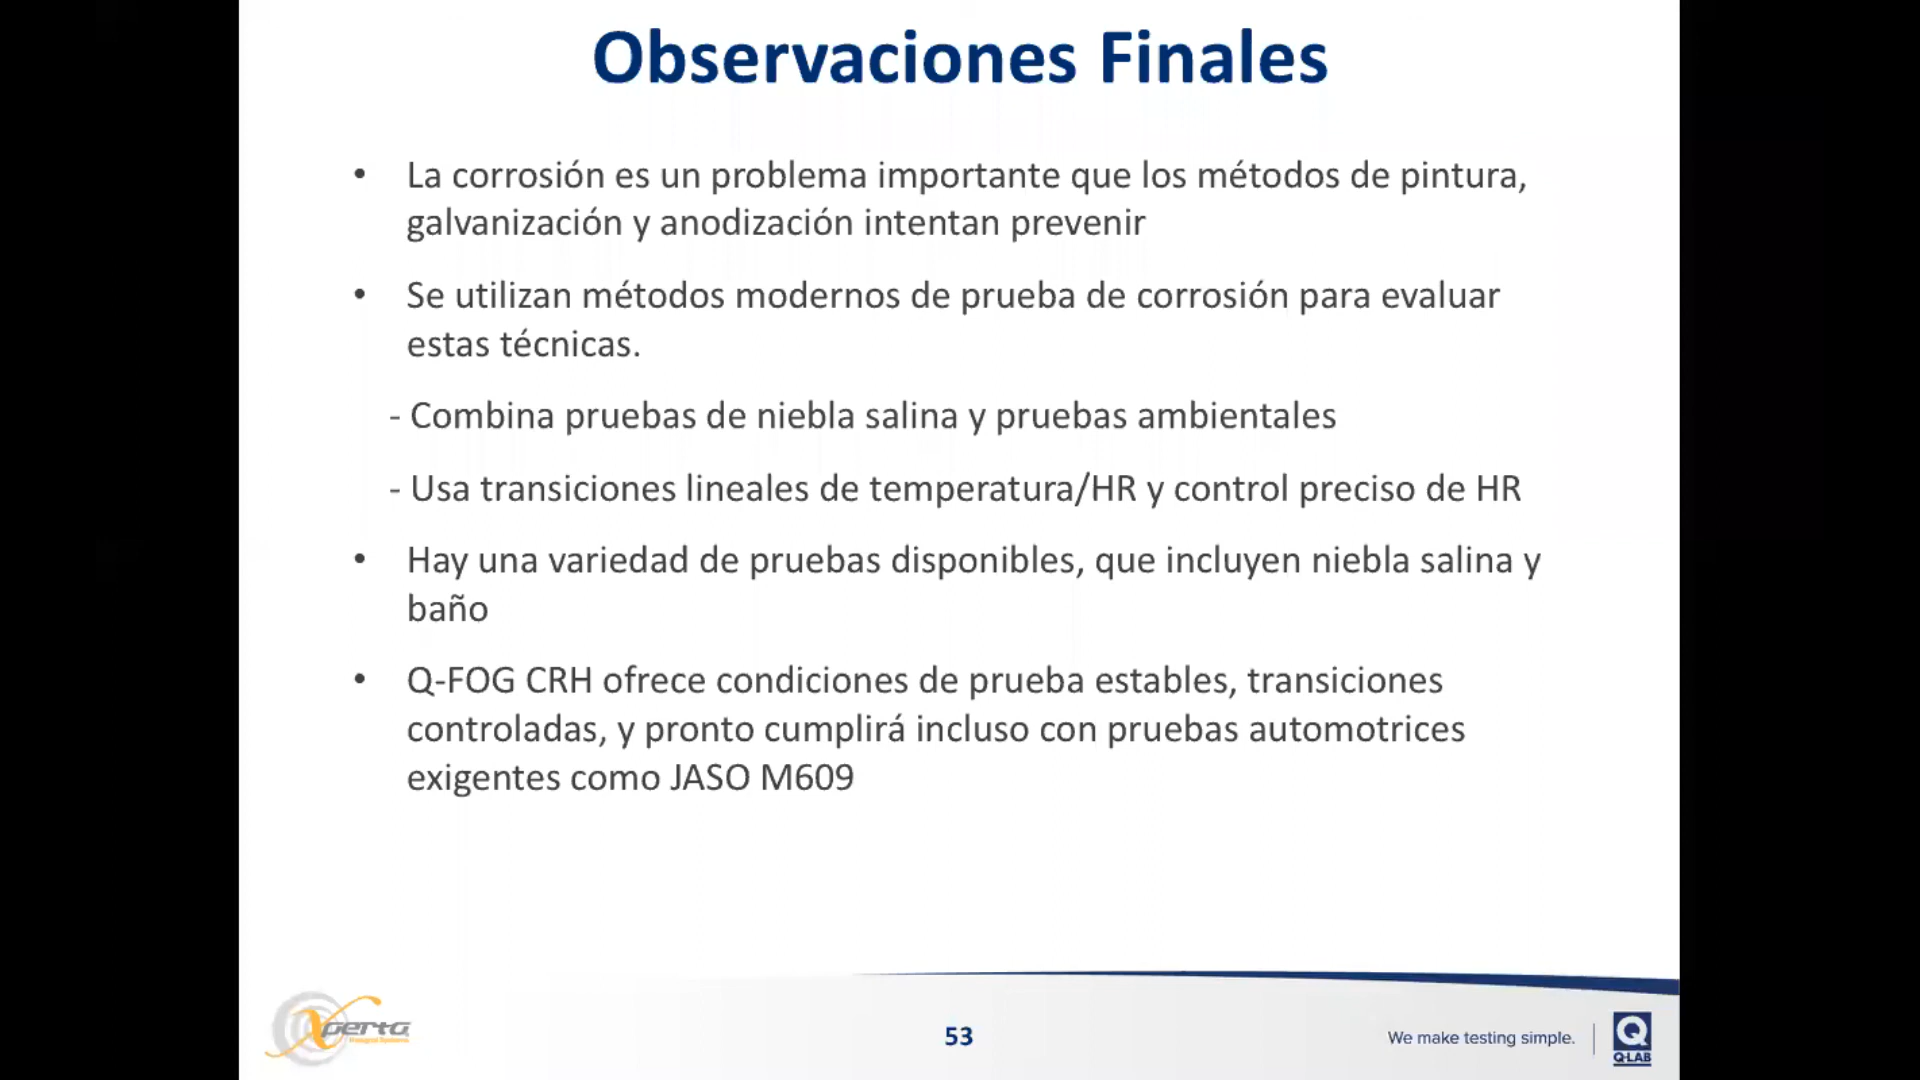 Observaciones Finales
• La corrosión es un problema importante que los métodos de pintura,
galvanización y anodización intentan prevenir
• Se utilizan métodos modernos de prueba de corrosión para evaluar
estas técnicas.
- Combina pruebas de niebla salina y pruebas ambientales
- Usa transiciones lineales de temperatura/HR y control preciso de HR
• Hay una variedad de pruebas disponibles, que incluyen niebla salina y
baño
• Q-FOG CRH ofrece condiciones de prueba estables, transiciones
controladas, y pronto cumplirá incluso con pruebas automotrices
exigentes como JASO M609
Xperta
53
We make testing simple.
Q-LAB